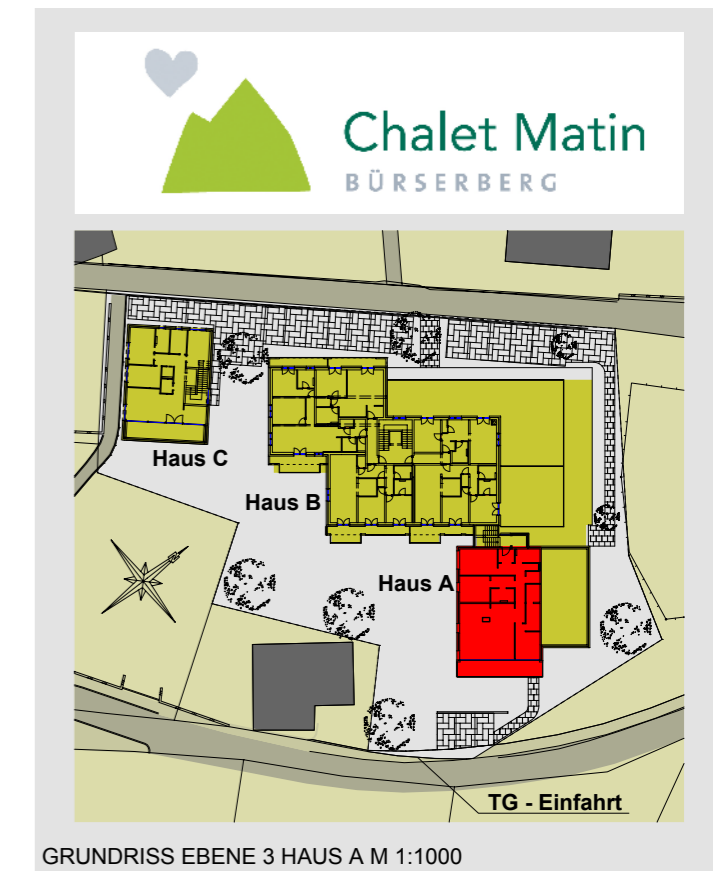 Chalet Matin
BÜRSERBERG
Haus C
Haus B
Haus A
TG - Einfahrt
GRUNDRISS EBENE 3 HAUS A M 1:1000